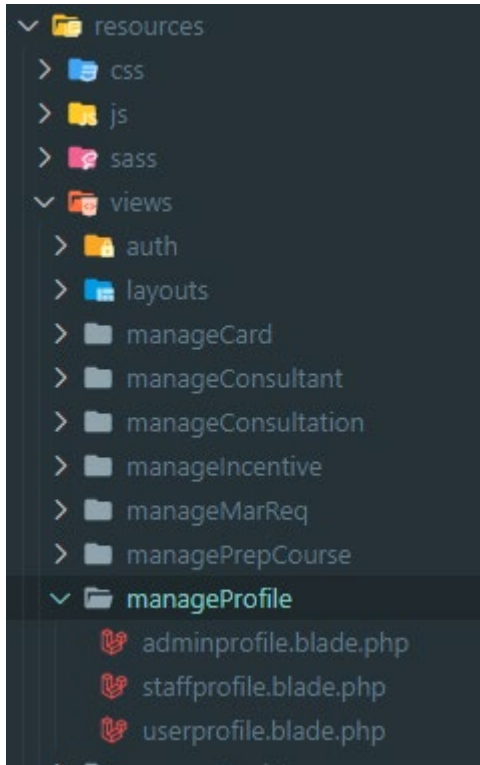 resources
css
js
sass
views
auth
layouts
manageCard
manageConsultant
manageConsultation
manageIncentive
manageMarReq
managePrepCourse
manageProfile
adminprofile.blade.php
staffprofile.blade.php
userprofile.blade.php